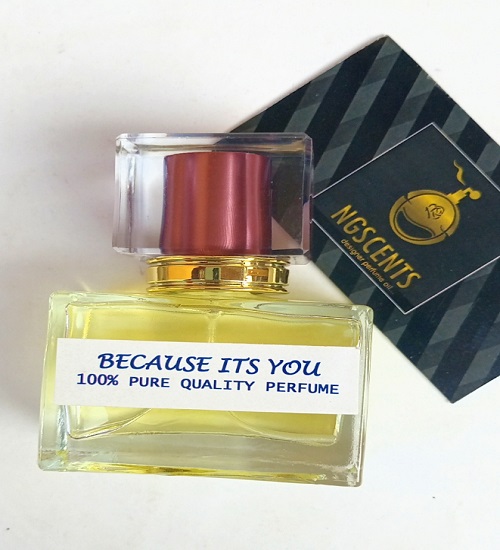 NGSCENTS
designer perfume oil
BECAUSE ITS YOU
100% PURE QUALITY PERFUME